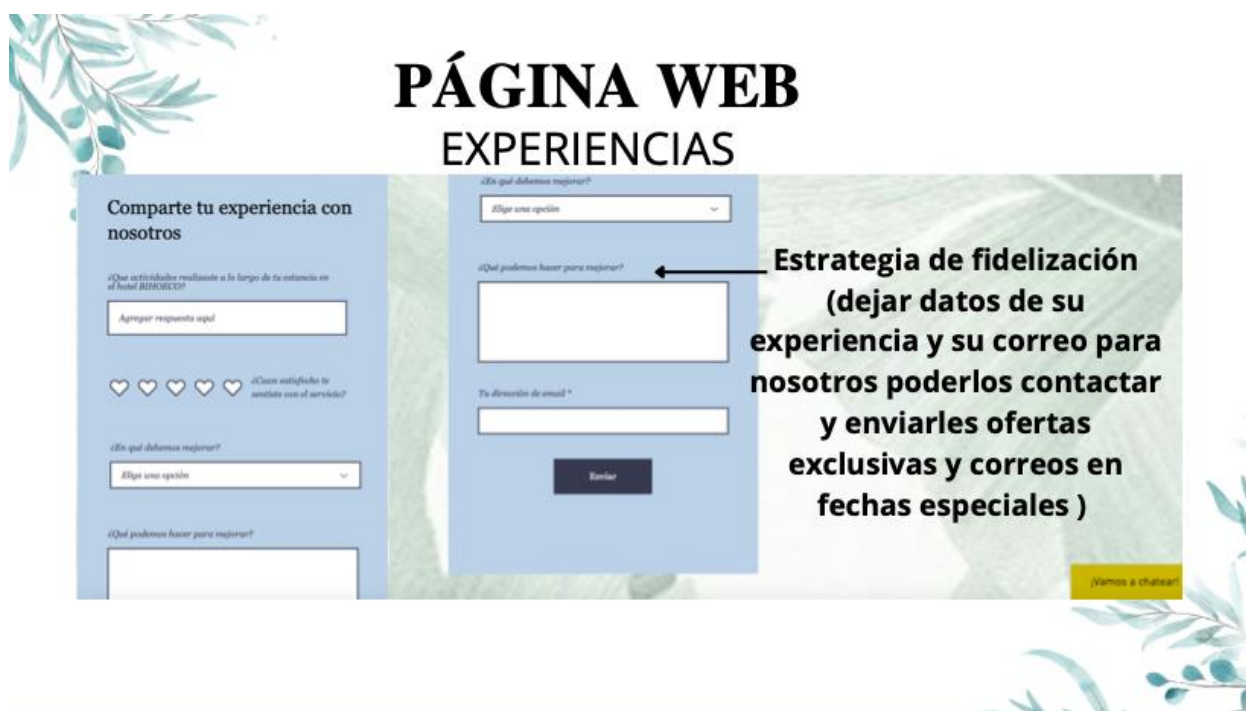 PÁGINA WEB
EXPERIENCIAS
Comparte tu experiencia con
nosotros
¿Que actividades realizaste a lo largo de tu estancia en
el hotel BIHOECO?
Agregar respuesta aquí
¿Cuan satisfecho te
sentiste con el servicio?
¿En qué debemos mejorar?
Elige una opción
¿Qué podemos hacer para mejorar?
¿En qué debemos mejorar?
Elige una opción
¿Qué podemos hacer para mejorar?
Tu dirección de email *
Enviar
Estrategia de fidelización
(dejar datos de su
experiencia y su correo para
nosotros poderlos contactar
y enviarles ofertas
exclusivas y correos en
fechas especiales )
¡Vamos a chatear!